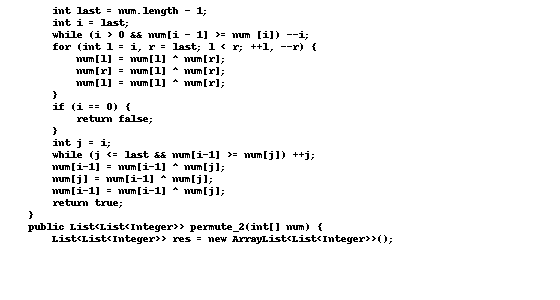 int last = num.length - 1;
int i = last;
while (i > 0 && num[i - 1] >= num [i]) --i;
for (int l = i, r = last; l < r; ++l, --r) {
num[l] = num[l] ^ num[r];
num[r] = num[l] ^ num[r];
num[l] = num[l] ^ num[r];
}
if (i == 0) {
return false;
}
int j = i;
while (j <= last && num[i-1] >= num[j]) ++j;
num[i-1] = num[i-1] ^ num[j];
num[j] = num[i-1] ^ num[j];
num[i-1] = num[i-1] ^ num[j];
return true;
}
public List<List<Integer>> permute_2(int[] num) {
List<List<Integer>> res = new ArrayList<List<Integer>>();